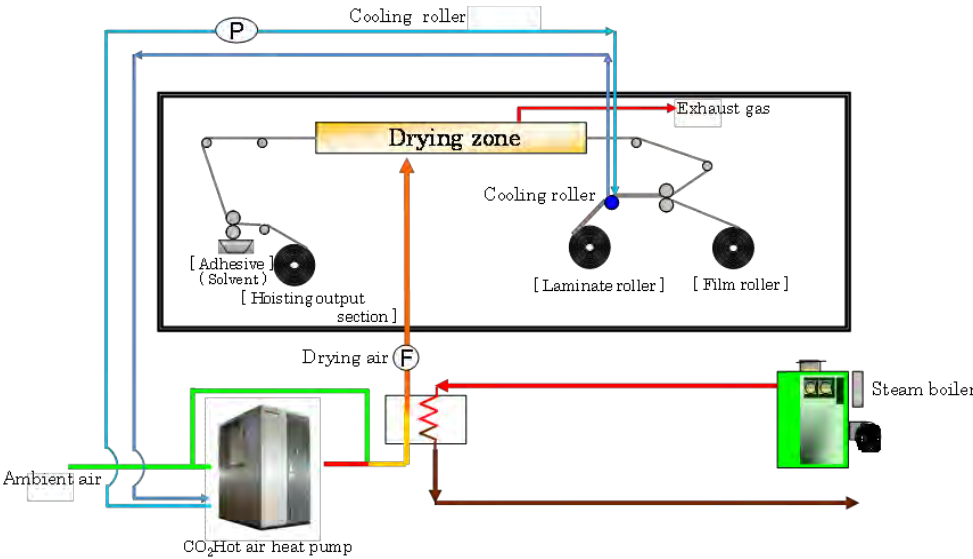 Cooling roller
P
Exhaust gas
Drying zone
Cooling roller
[ Adhesive ]
( Solvent )
[ Hoisting output
section ]
[ Laminate roller ]
[ Film roller ]
Drying air
F
Steam boiler
Ambient air
CO₂Hot air heat pump